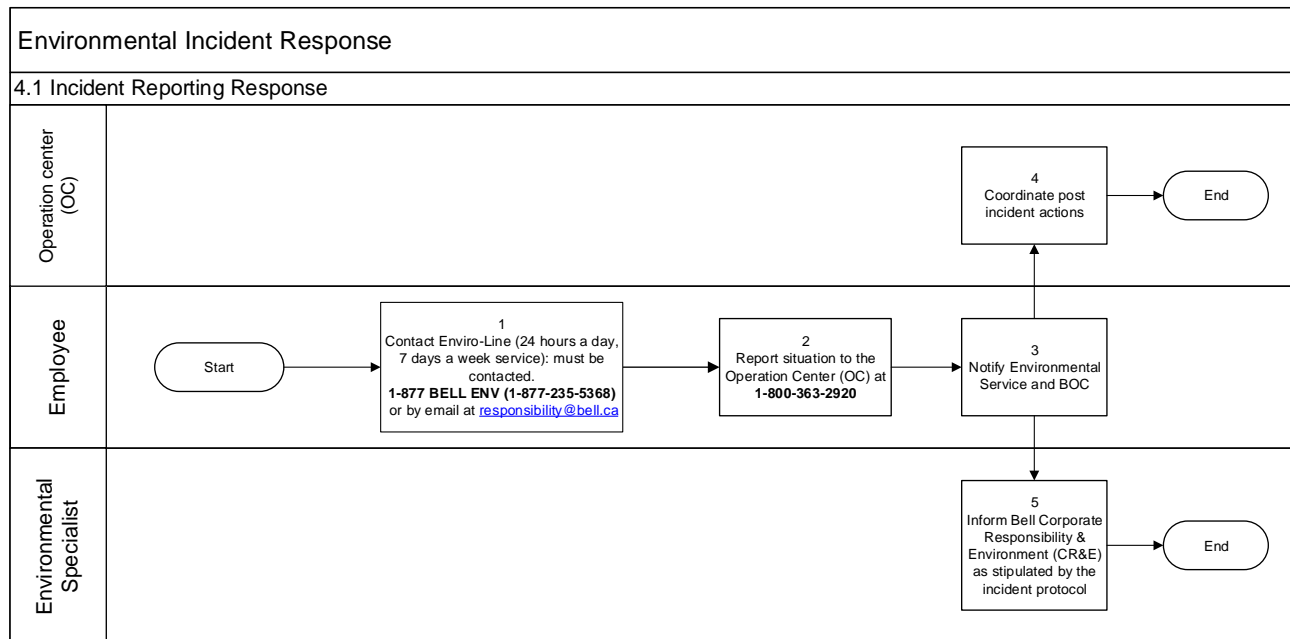 Environmental Incident Response
4.1 Incident Reporting Response
Operation center
(OC)
4
Coordinate post
incident actions
End
Employee
Start
1
Contact Enviro-Line (24 hours a day,
7 days a week service): must be
contacted.
1-877 BELL ENV (1-877-235-5368)
or by email at responsibility@bell.ca
2
Report situation to the
Operation Center (OC) at
1-800-363-2920
3
Notify Environmental
Service and BOC
Environmental
Specialist
5
Inform Bell Corporate
Responsibility &
Environment (CR&E)
as stipulated by the
incident protocol
End